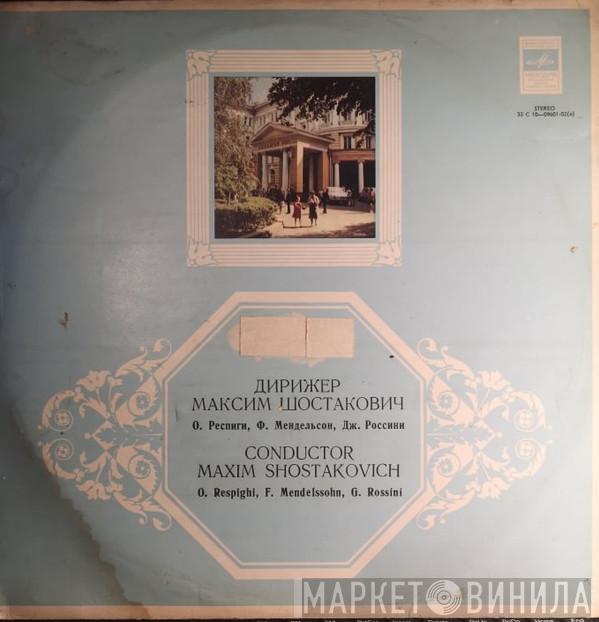 STEREO
33 С 10—09601-02(а)
ДИРИЖЕР
МАКСИМ ШОСТАКОВИЧ
О. Респиги, Ф. Мендельсон, Дж. Россини
CONDUCTOR
MAXIM SHOSTAKOVICH
O. Respighi, F. Mendelssohn, G. Rossini
МАРКЕТ ВИНИЛА